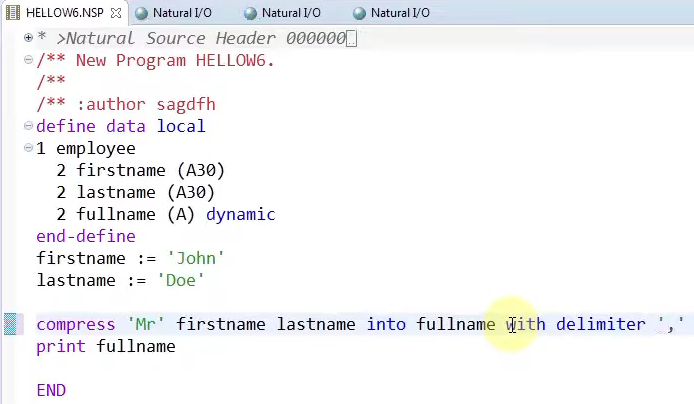 HELLOW6.NSP Natural I/O Natural I/O Natural I/O
* >Natural Source Header 000000
/** New Program HELLOW6.
/**
/** :author sagdfh
define data local
1 employee
2 firstname (A30)
2 lastname (A30)
2 fullname (A) dynamic
end-define
firstname := 'John'
lastname := 'Doe'
compress 'Mr' firstname lastname into fullname with delimiter ','
print fullname
END